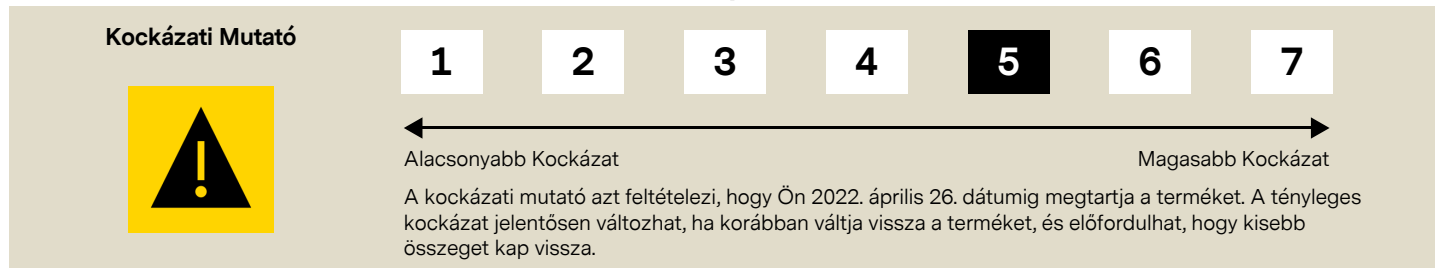 Kockázati Mutató
1 2 3 4 5 6 7
Alacsonyabb Kockázat Magasabb Kockázat
A kockázati mutató azt feltételezi, hogy Ön 2022. április 26. dátumig megtartja a terméket. A tényleges
kockázat jelentősen változhat, ha korábban váltja vissza a terméket, és előfordulhat, hogy kisebb
összeget kap vissza.